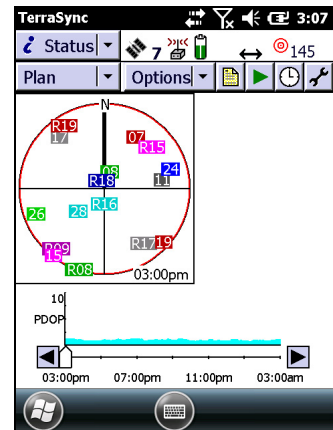 TerraSync 3:07
Status 7 145
Plan Options
N
R19
17
07
R15
08
24
R18
11
R16
28
26
R09
15
R17 19
R08
03:00pm
10
PDOP
03:00pm 07:00pm 11:00pm 03:00am